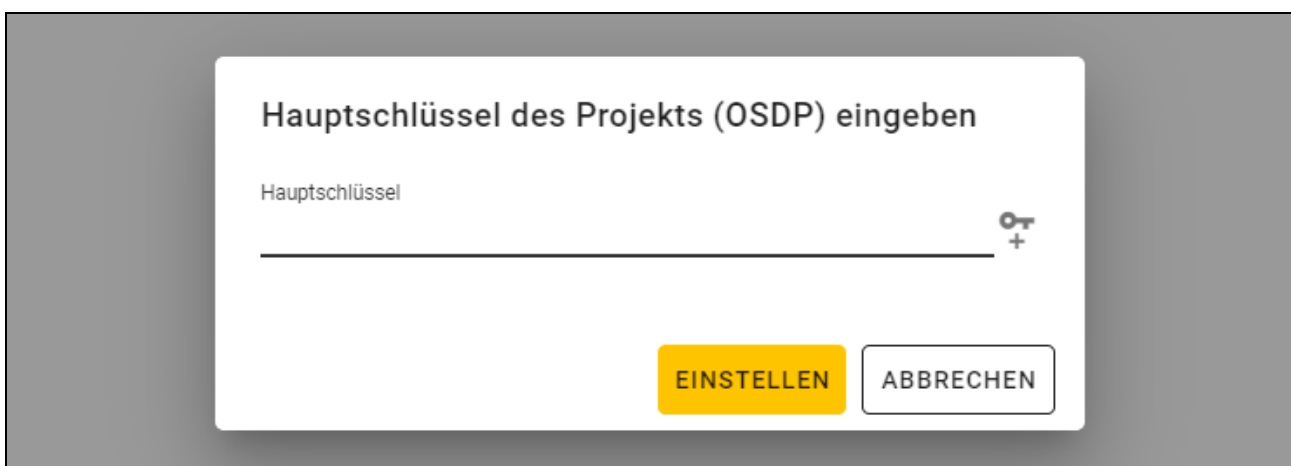 Hauptschlüssel des Projekts (OSDP) eingeben
Hauptschlüssel
EINSTELLEN ABBRECHEN